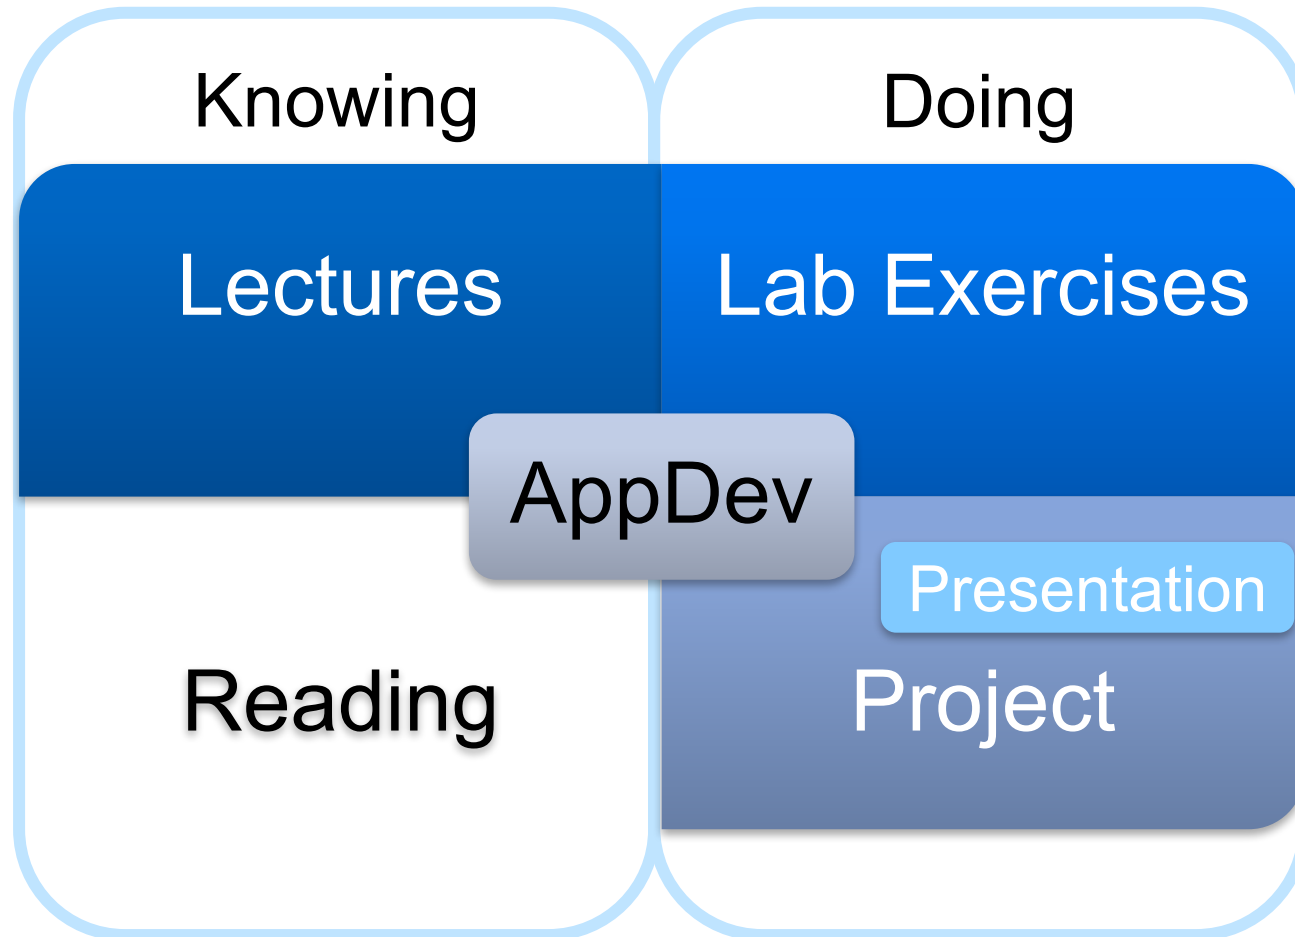 Knowing
Doing
Lectures
Lab Exercises
AppDev
Presentation
Reading
Project